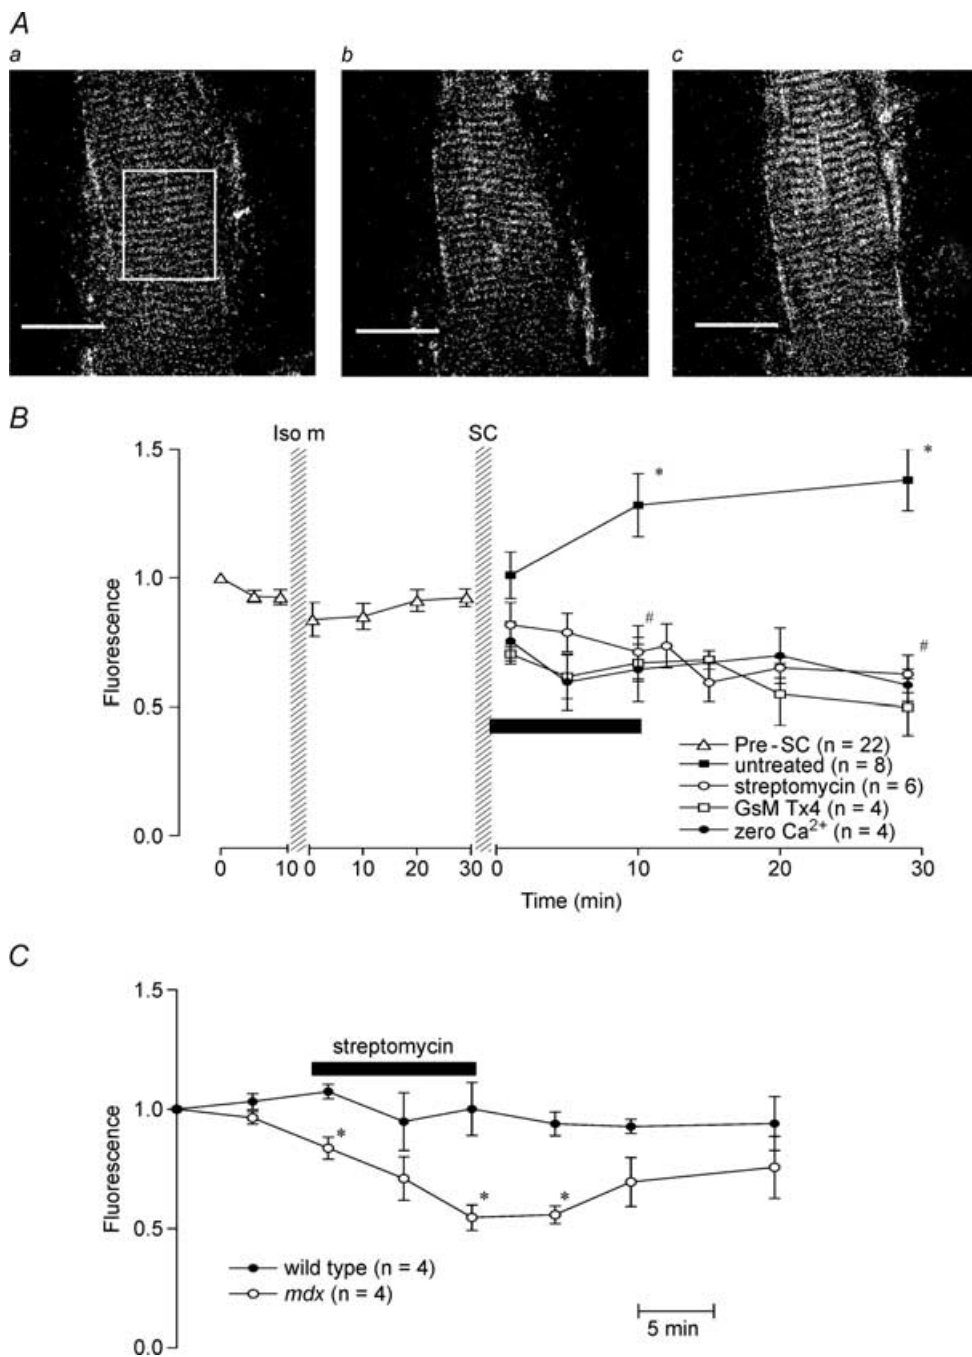 A
a
b
c
B
Iso m
SC
1.5
*
*
1.0
#
#
0.5
0.0
Fluorescence
Pre-SC (n = 22)
untreated (n = 8)
streptomycin (n = 6)
GsM Tx4 (n = 4)
zero Ca²⁺ (n = 4)
0 10 0 10 20 30 0 10 20 30
Time (min)
C
1.5
streptomycin
1.0
*
*
*
0.5
0.0
Fluorescence
wild type (n = 4)
mdx (n = 4)
5 min